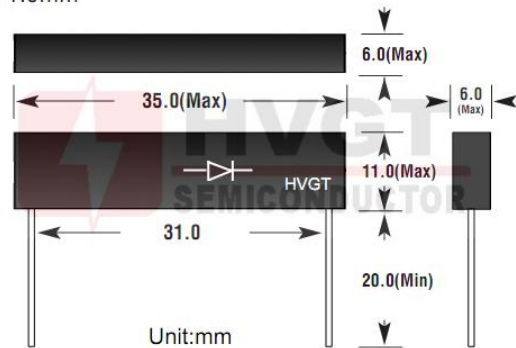 6.0(Max)
35.0(Max)
6.0
(Max)
HVGT
SEMICONDUCTOR
HVGT
11.0(Max)
31.0
20.0(Min)
Unit:mm